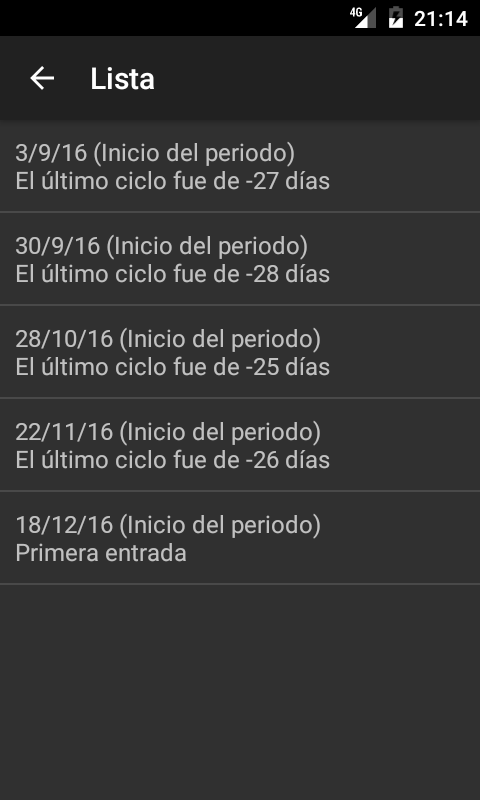 4G 21:14
Lista
3/9/16 (Inicio del periodo)
El último ciclo fue de -27 días
30/9/16 (Inicio del periodo)
El último ciclo fue de -28 días
28/10/16 (Inicio del periodo)
El último ciclo fue de -25 días
22/11/16 (Inicio del periodo)
El último ciclo fue de -26 días
18/12/16 (Inicio del periodo)
Primera entrada